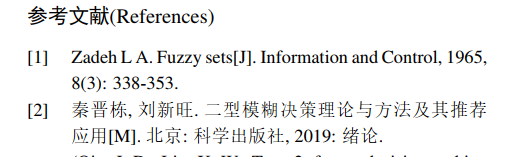 参考文献(References)
[1] Zadeh L A. Fuzzy sets[J]. Information and Control, 1965,
8(3): 338-353.
[2] 秦晋栋, 刘新旺. 二型模糊决策理论与方法及其推荐
应用[M]. 北京: 科学出版社, 2019: 绪论.